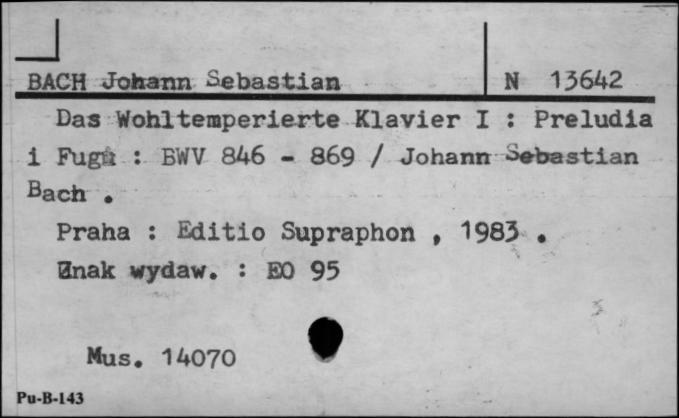 BACH Johann Sebastian N 13642
Das Wohltemperierte Klavier I : Preludia
i Fugi : BWV 846 - 869 / Johann Sebastian
Bach .
Praha : Editio Supraphon , 1983 .
Znak wydaw. : EO 95
Mus. 14070
Pu-B-143